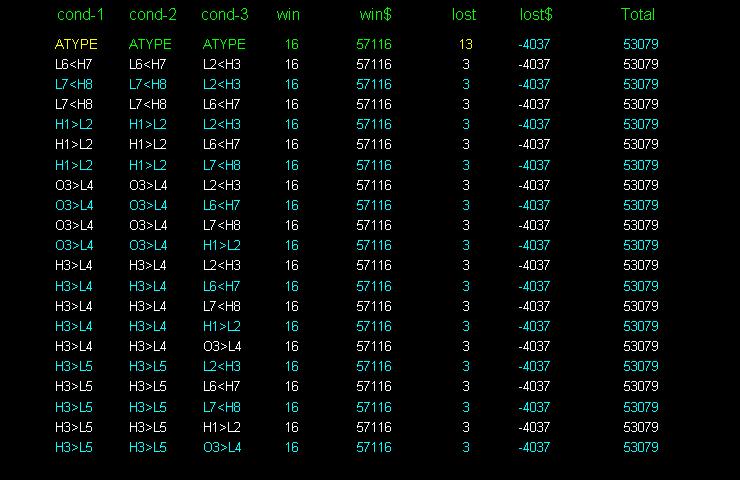 cond-1 cond-2 cond-3 win win$ lost lost$ Total
ATYPE ATYPE ATYPE 16 57116 13 -4037 53079
L6<H7 L6<H7 L2<H3 16 57116 3 -4037 53079
L7<H8 L7<H8 L2<H3 16 57116 3 -4037 53079
L7<H8 L7<H8 L6<H7 16 57116 3 -4037 53079
H1>L2 H1>L2 L2<H3 16 57116 3 -4037 53079
H1>L2 H1>L2 L6<H7 16 57116 3 -4037 53079
H1>L2 H1>L2 L7<H8 16 57116 3 -4037 53079
O3>L4 O3>L4 L2<H3 16 57116 3 -4037 53079
O3>L4 O3>L4 L6<H7 16 57116 3 -4037 53079
O3>L4 O3>L4 L7<H8 16 57116 3 -4037 53079
O3>L4 O3>L4 H1>L2 16 57116 3 -4037 53079
H3>L4 H3>L4 L2<H3 16 57116 3 -4037 53079
H3>L4 H3>L4 L6<H7 16 57116 3 -4037 53079
H3>L4 H3>L4 L7<H8 16 57116 3 -4037 53079
H3>L4 H3>L4 H1>L2 16 57116 3 -4037 53079
H3>L4 H3>L4 O3>L4 16 57116 3 -4037 53079
H3>L5 H3>L5 L2<H3 16 57116 3 -4037 53079
H3>L5 H3>L5 L6<H7 16 57116 3 -4037 53079
H3>L5 H3>L5 L7<H8 16 57116 3 -4037 53079
H3>L5 H3>L5 H1>L2 16 57116 3 -4037 53079
H3>L5 H3>L5 O3>L4 16 57116 3 -4037 53079